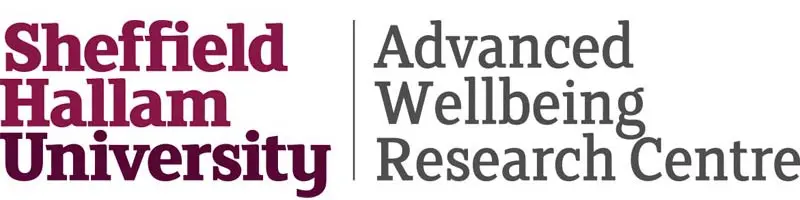 Sheffield
Hallam
University
Advanced
Wellbeing
Research Centre